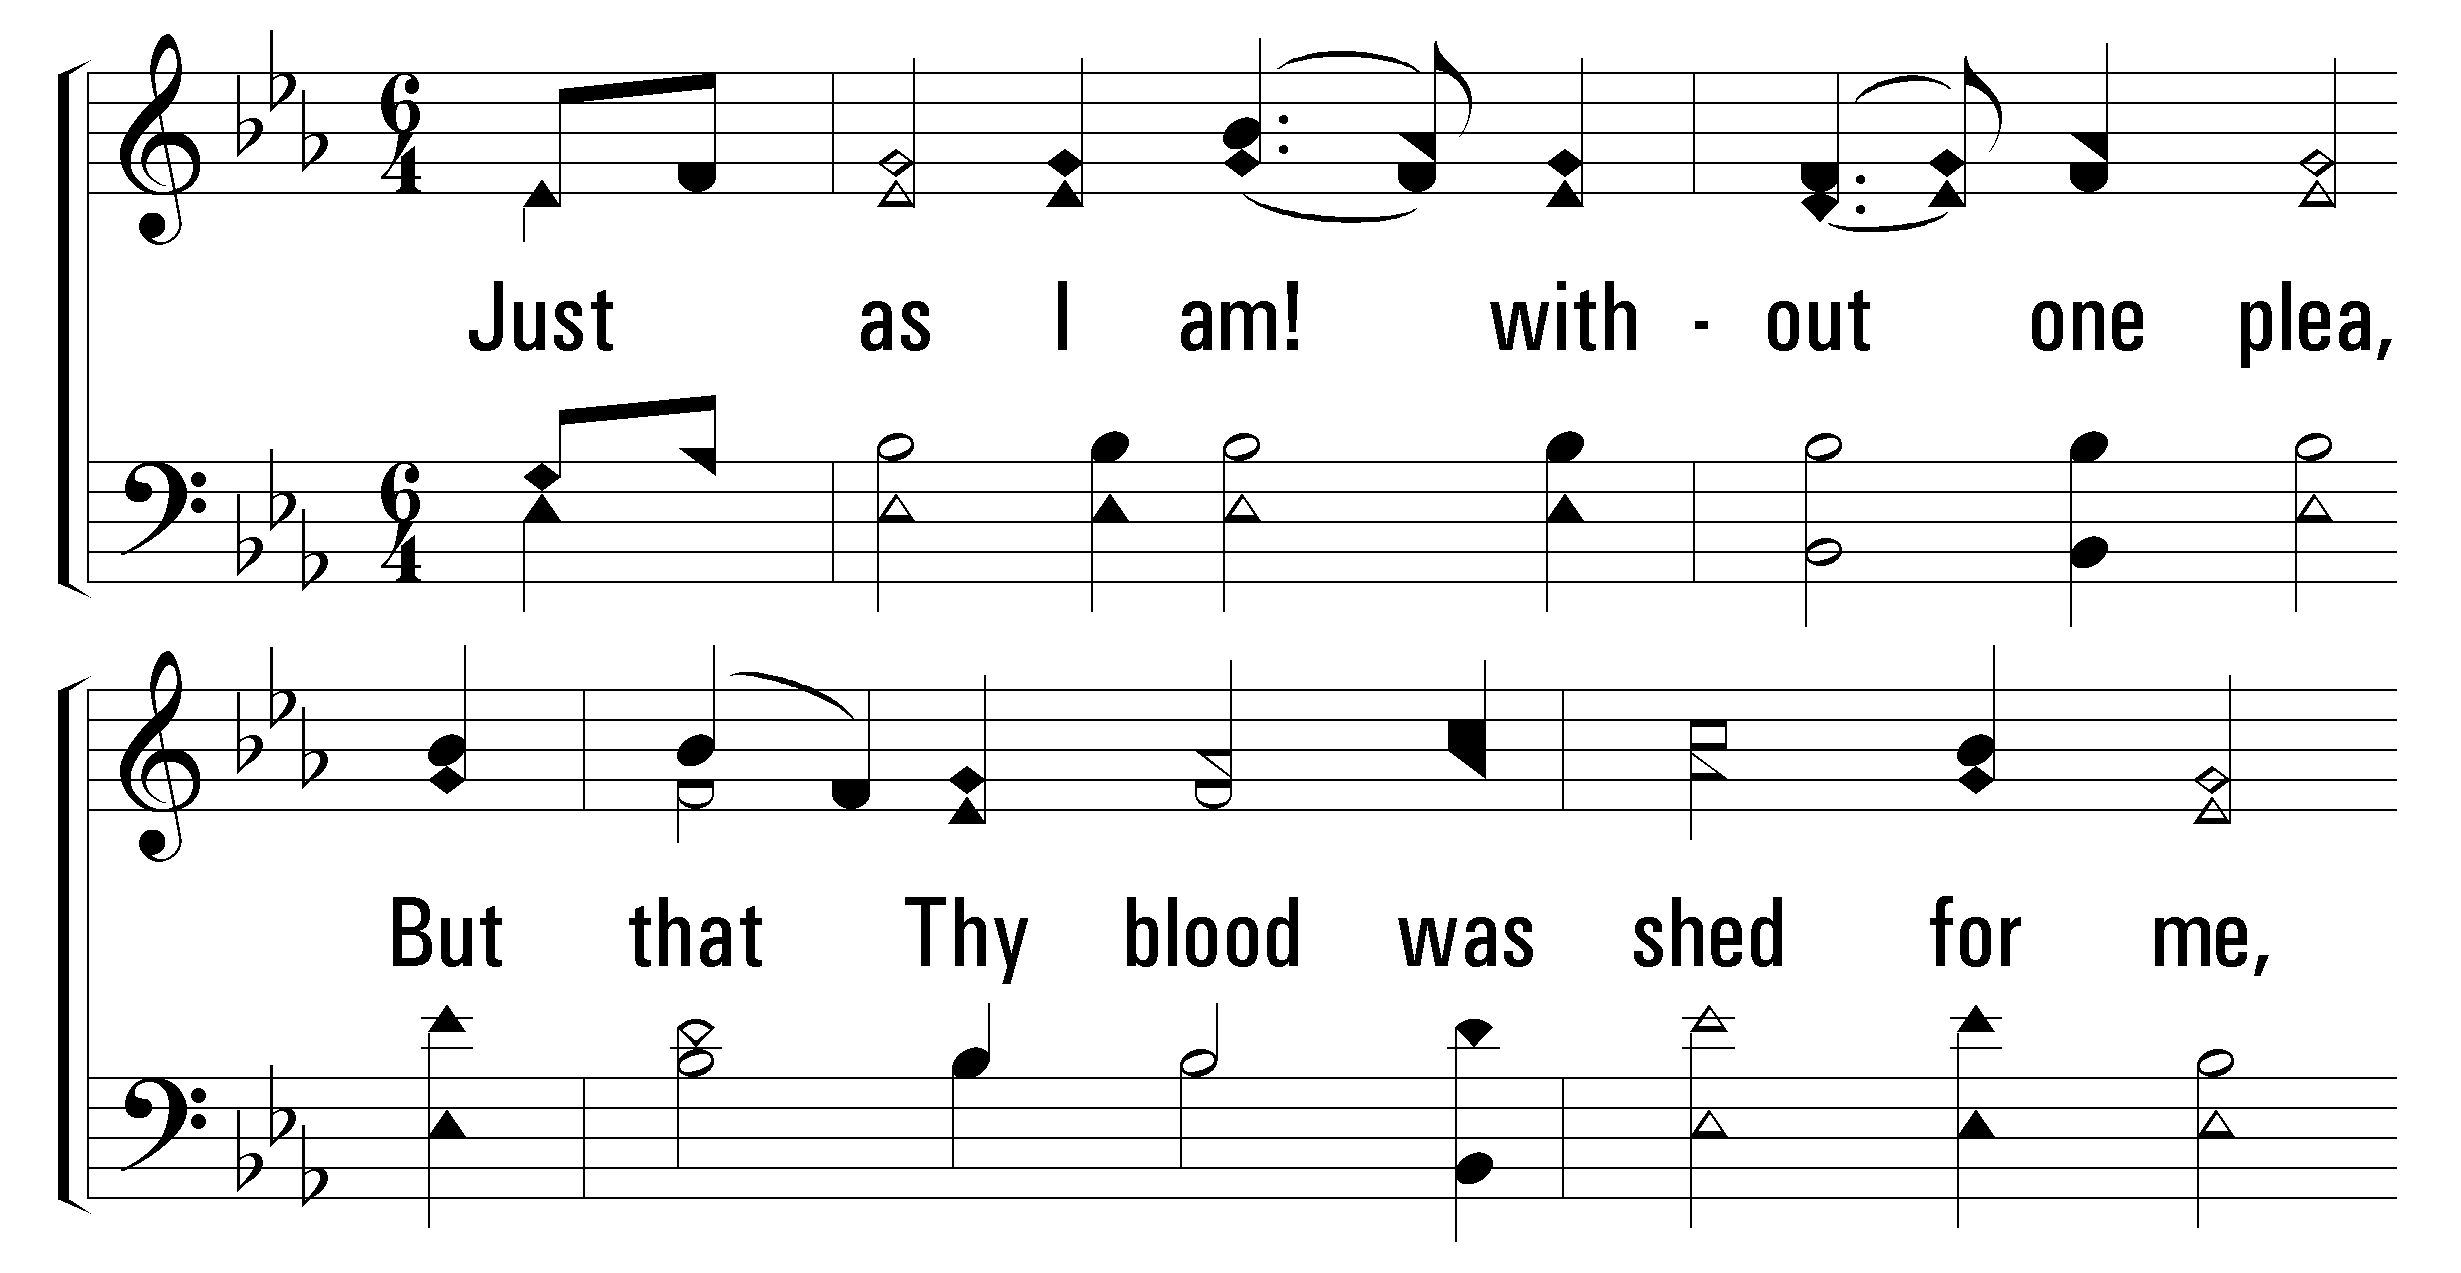 Just as I am! with - out one plea,
But that Thy blood was shed for me,